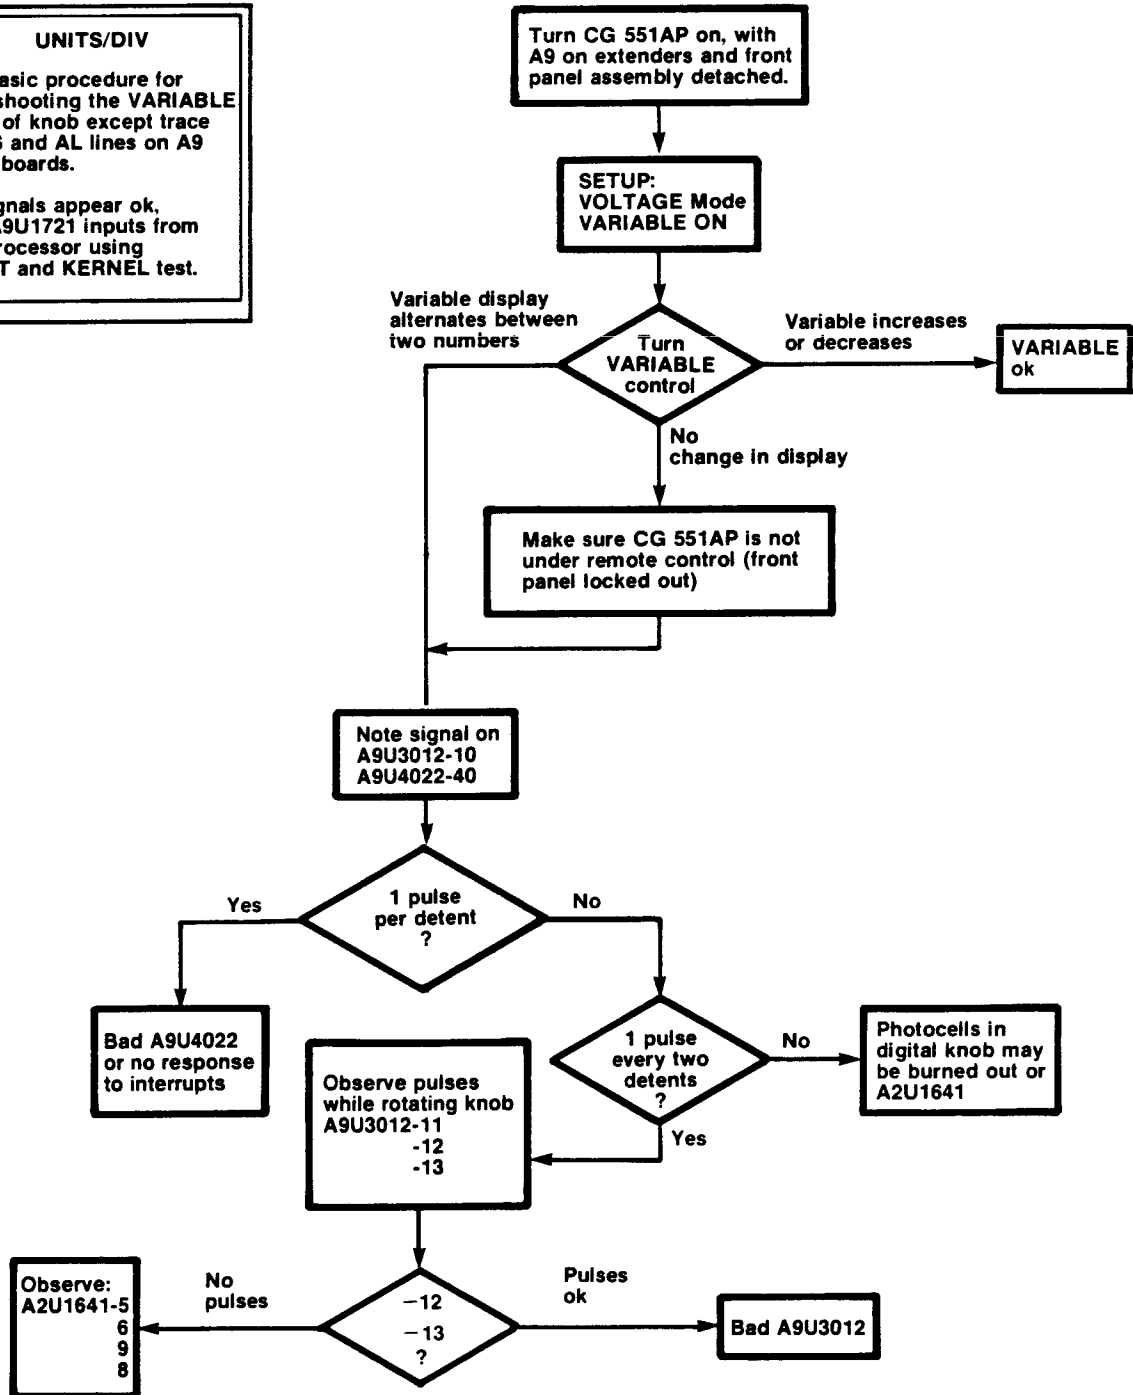 UNITS/DIV
asic procedure for
shooting the VARIABLE
of knob except trace
and AL lines on A9
boards.
gnals appear ok,
A9U1721 inputs from
rocessor using
T and KERNEL test.
Turn CG 551AP on, with
A9 on extenders and front
panel assembly detached.
SETUP:
VOLTAGE Mode
VARIABLE ON
Variable display
alternates between
two numbers
Turn
VARIABLE
control
Variable increases
or decreases
VARIABLE
ok
No
change in display
Make sure CG 551AP is not
under remote control (front
panel locked out)
Note signal on
A9U3012-10
A9U4022-40
Yes
1 pulse
per detent
?
No
Bad A9U4022
or no response
to interrupts
1 pulse
every two
detents
?
No
Photocells in
digital knob may
be burned out or
A2U1641
Yes
Observe pulses
while rotating knob
A9U3012-11
-12
-13
Observe:
A2U1641-5
6
9
8
No
pulses
-12
-13
?
Pulses
ok
Bad A9U3012